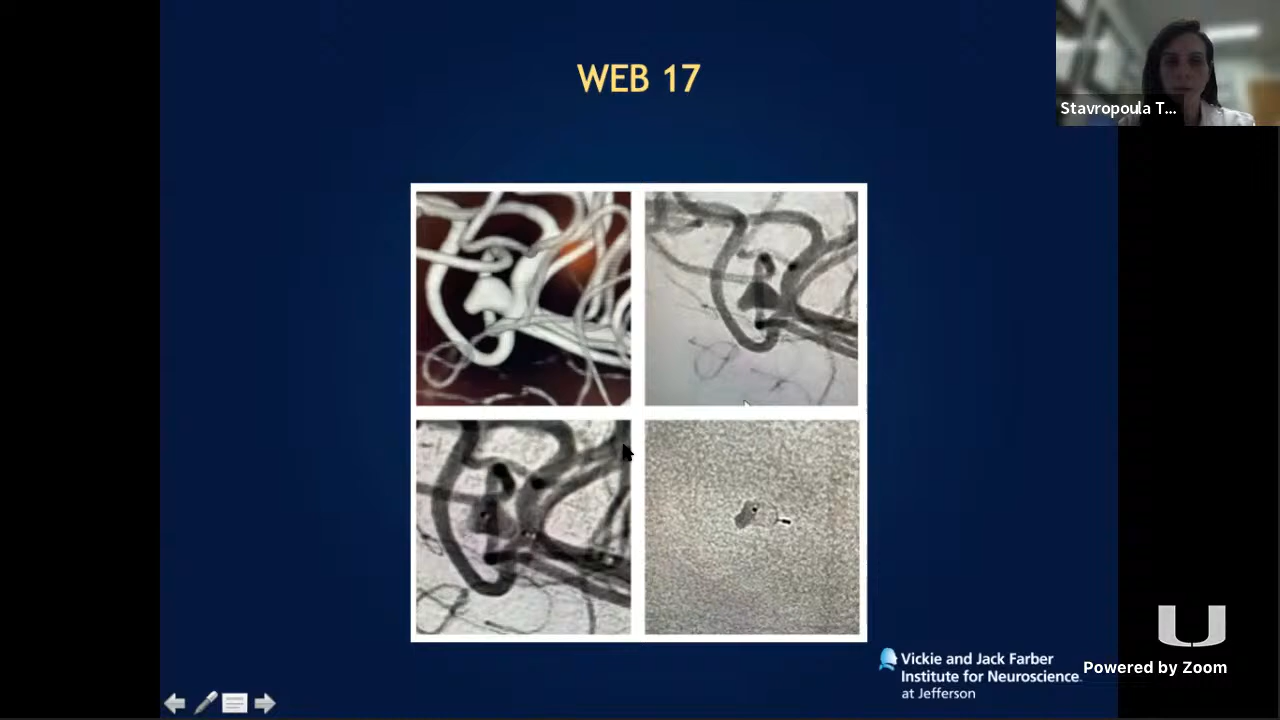 WEB 17
Stavropoula T...
Vickie and Jack Farber
Institute for Neuroscience
at Jefferson
U
Powered by Zoom